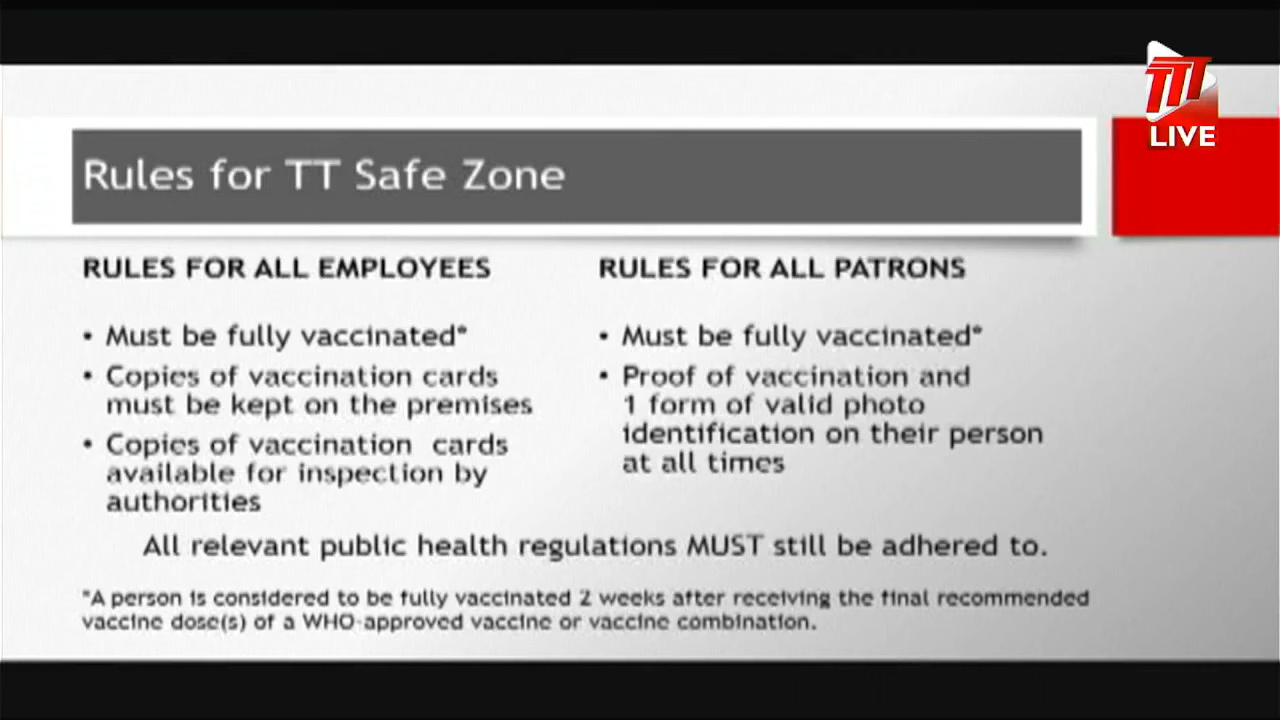 TTT
LIVE
Rules for TT Safe Zone
RULES FOR ALL EMPLOYEES
• Must be fully vaccinated*
• Copies of vaccination cards
must be kept on the premises
• Copies of vaccination cards
available for inspection by
authorities
RULES FOR ALL PATRONS
• Must be fully vaccinated*
• Proof of vaccination and
1 form of valid photo
identification on their person
at all times
All relevant public health regulations MUST still be adhered to.
*A person is considered to be fully vaccinated 2 weeks after receiving the final recommended
vaccine dose(s) of a WHO-approved vaccine or vaccine combination.